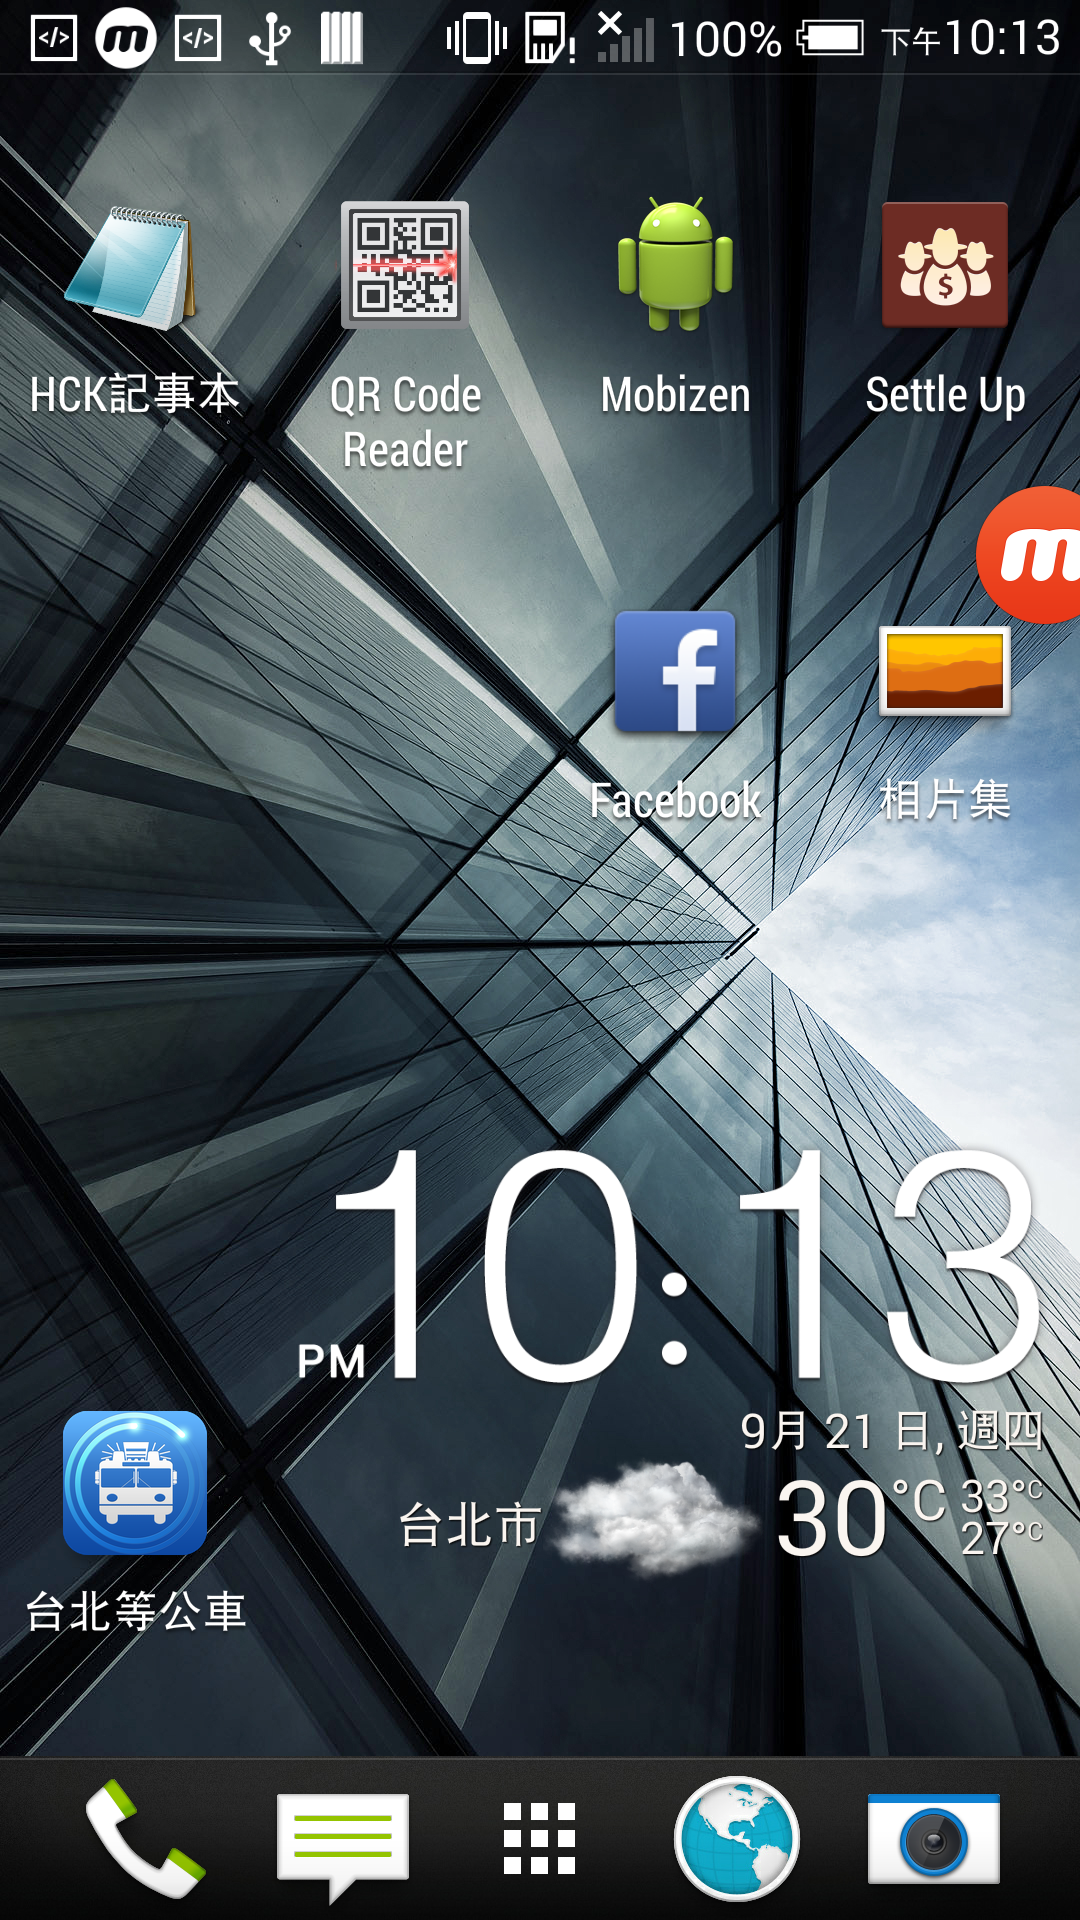 100% 下午10:13
HCK記事本
QR Code
Reader
Mobizen
Settle Up
Facebook
相片集
PM 10:13
9月 21 日, 週四
台北市 30°C 33°C
27°C
台北等公車